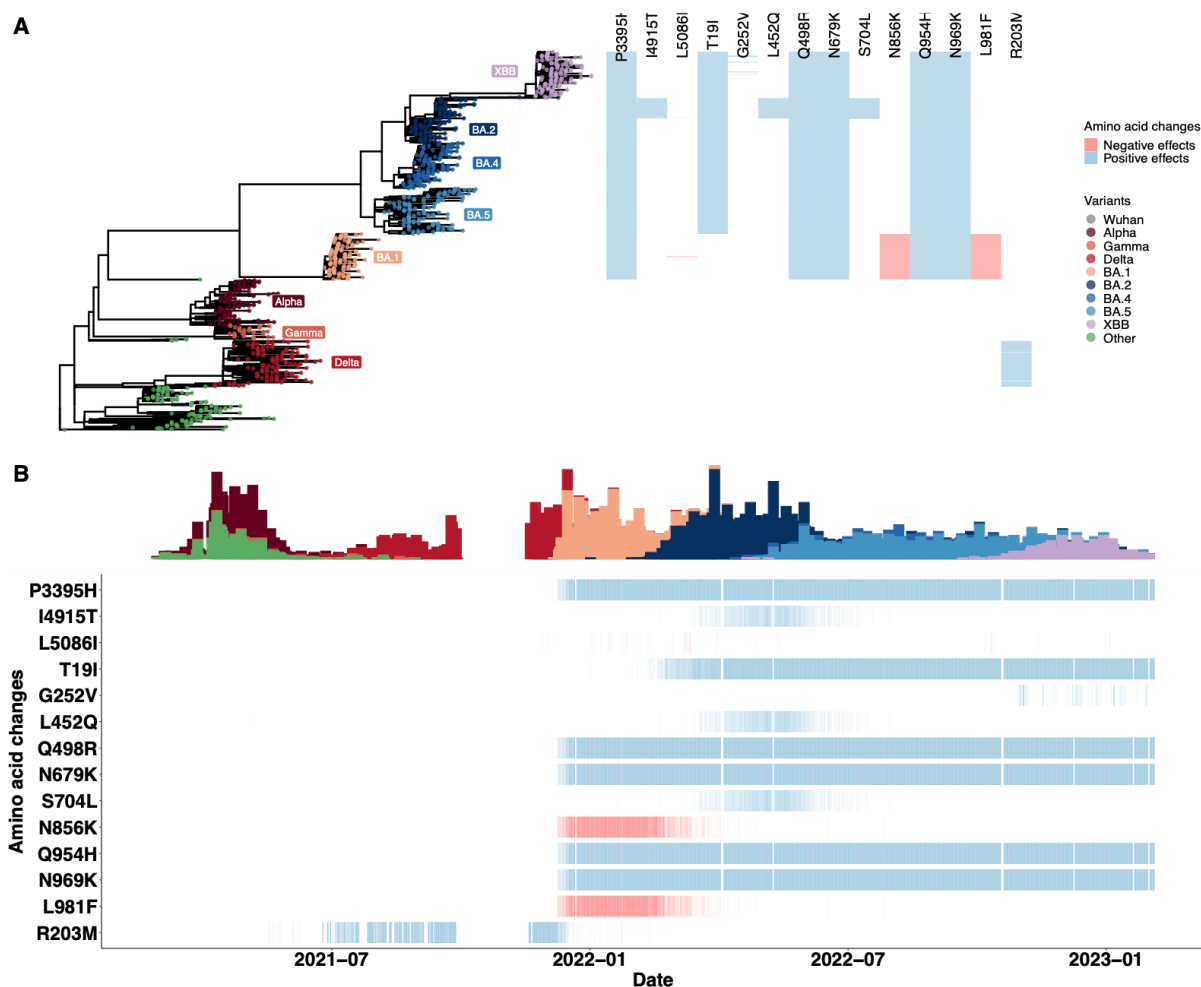 A
P3395H
I4915T
L5086I
T19I
G252V
L452Q
Q498R
N679K
S704L
N856K
Q954H
N969K
L981F
R203M
XBB
BA.2
BA.4
BA.5
BA.1
Alpha
Gamma
Delta
Amino acid changes
Negative effects
Positive effects
Variants
Wuhan
Alpha
Gamma
Delta
BA.1
BA.2
BA.4
BA.5
XBB
Other
B
Amino acid changes
P3395H
I4915T
L5086I
T19I
G252V
L452Q
Q498R
N679K
S704L
N856K
Q954H
N969K
L981F
R203M
2021-07
2022-01
2022-07
2023-01
Date